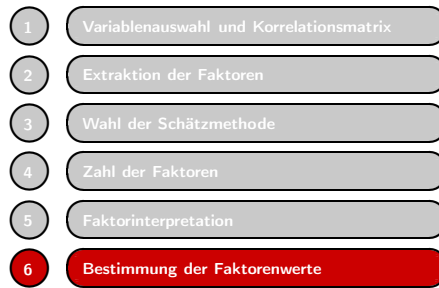 1 Variablenauswahl und Korrelationsmatrix
2 Extraktion der Faktoren
3 Wahl der Schätzmethode
4 Zahl der Faktoren
5 Faktorinterpretation
6 Bestimmung der Faktorenwerte